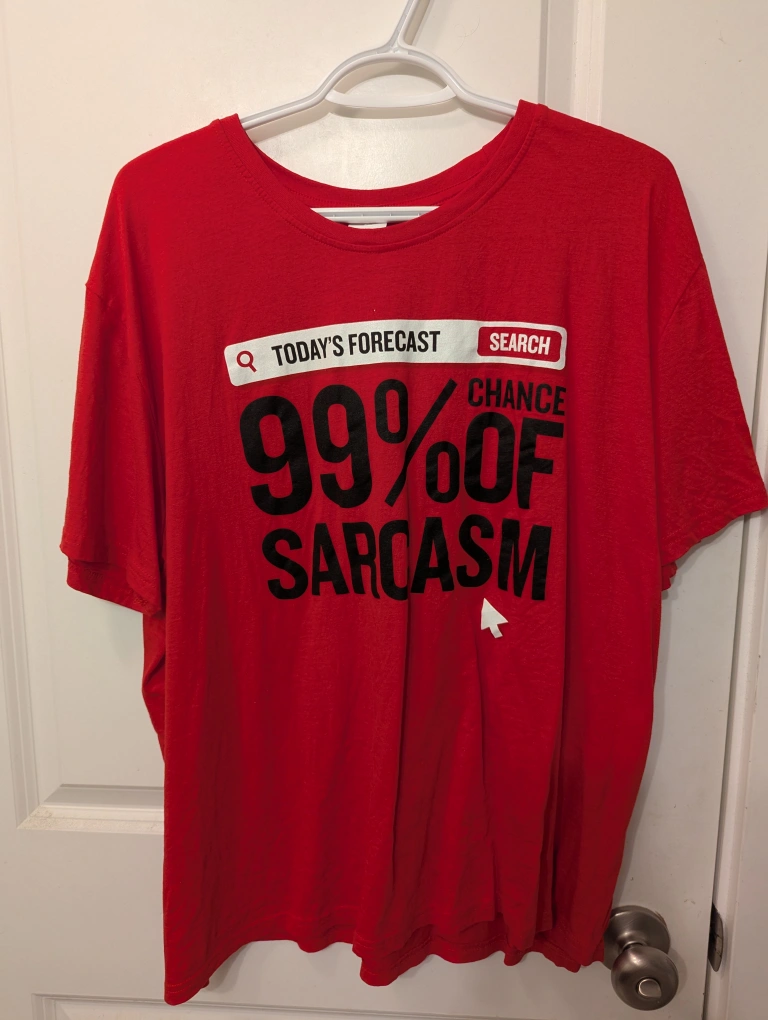 TODAY'S FORECAST SEARCH
99% CHANCE OF
SARCASM